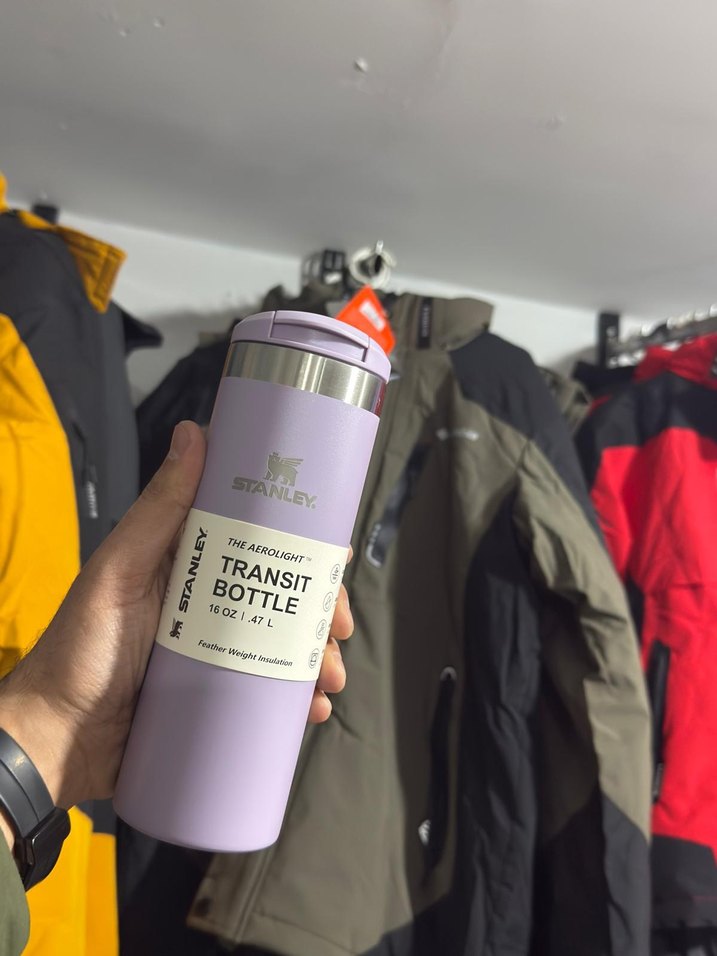 STANLEY.
THE AEROLIGHT™
TRANSIT
BOTTLE
16 OZ | .47 L
Feather Weight Insulation
STANLEY.